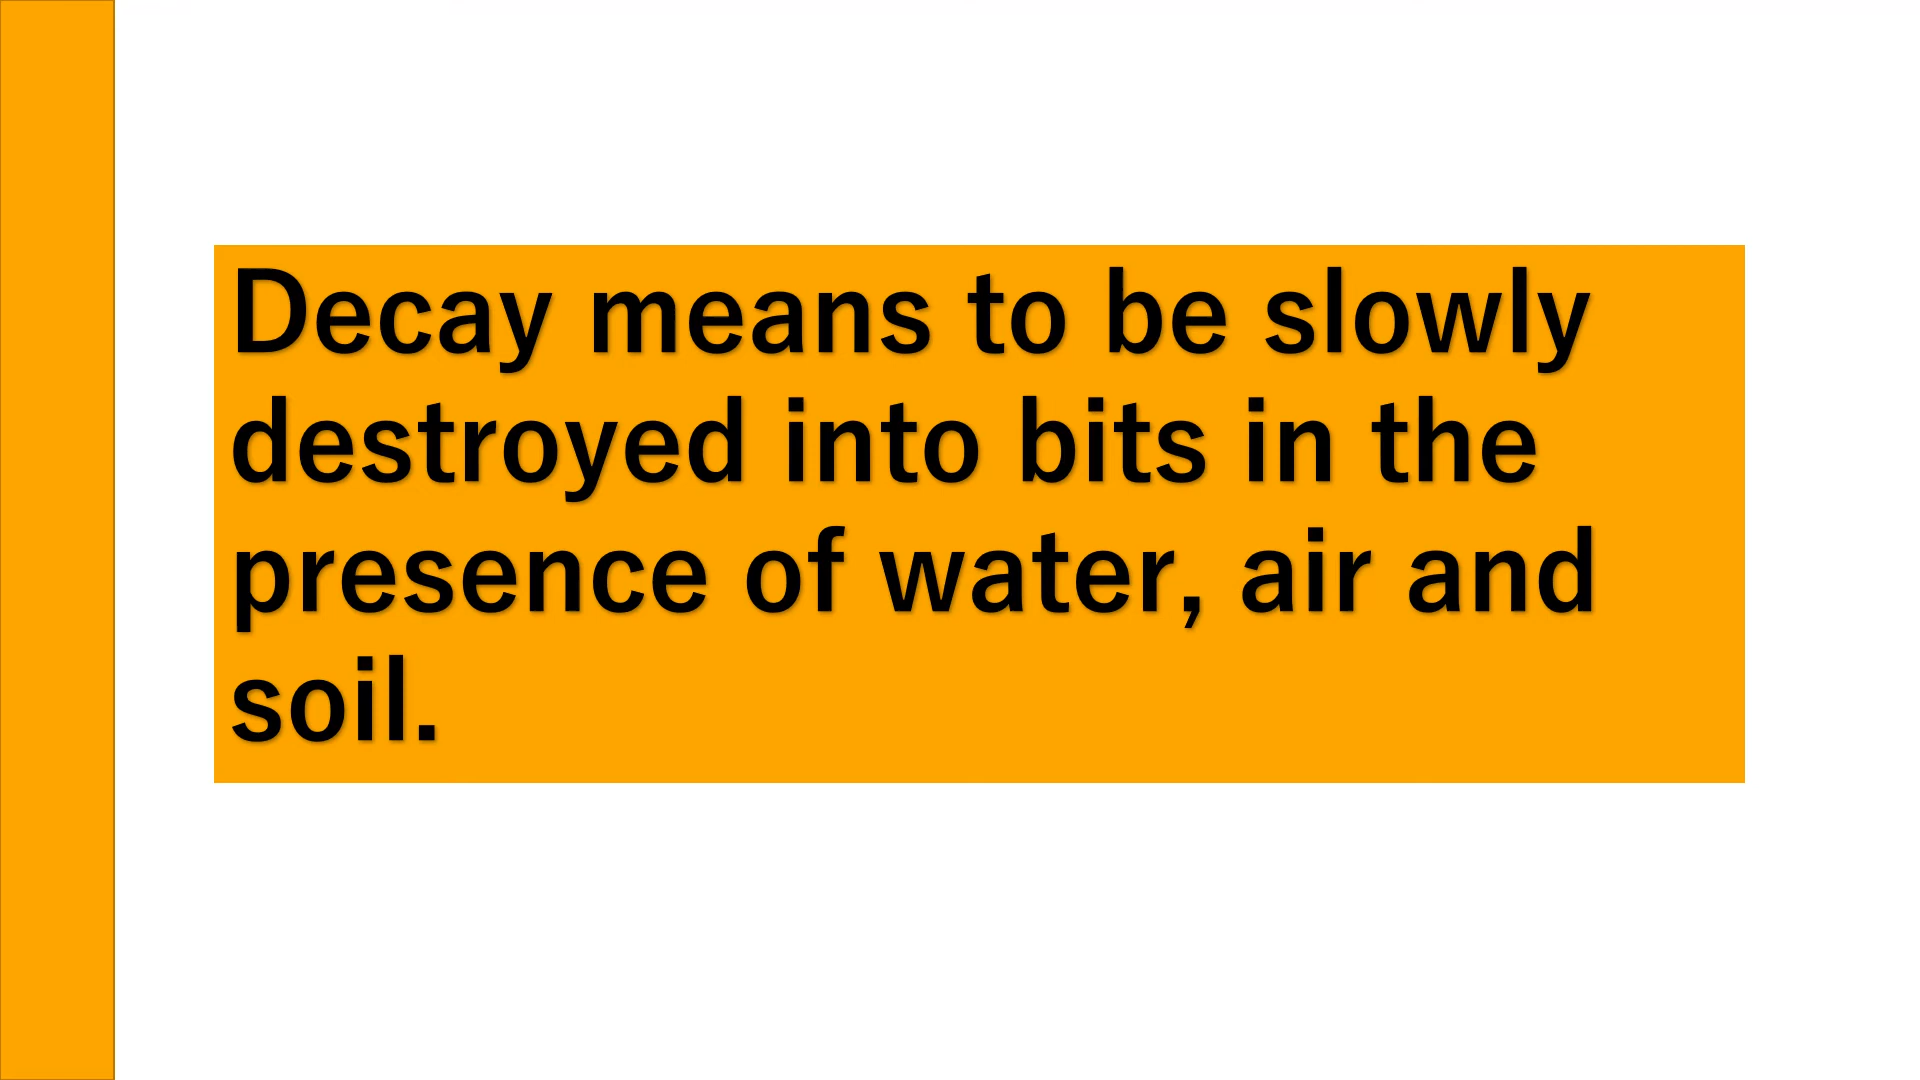 Decay means to be slowly
destroyed into bits in the
presence of water, air and
soil.